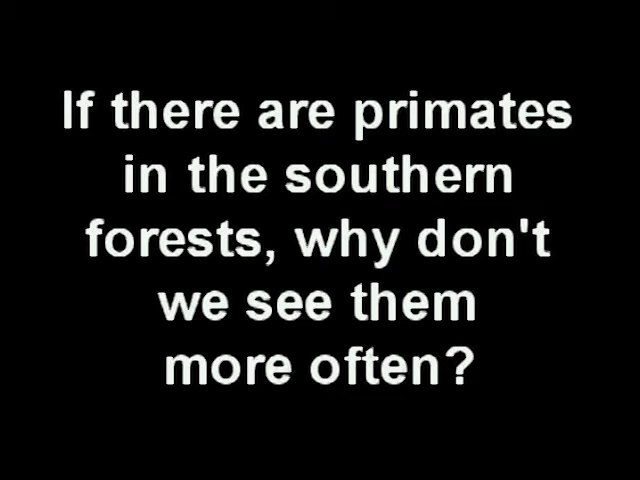 If there are primates
in the southern
forests, why don't
we see them
more often?